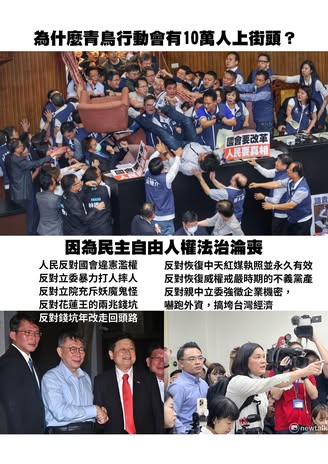 為什麼青鳥行動會有10萬人上街頭？
國會要改革
人民要真相
因為民主自由人權法治淪喪
人民反對國會違憲濫權
反對立委暴力打人摔人
反對立院充斥妖魔鬼怪
反對花蓮王的兩兆錢坑
反對錢坑年改走回頭路
反對恢復中天紅媒執照並永久有效
反對恢復威權戒嚴時期的不義黨產
反對親中立委強徵企業機密，
嚇跑外資，搞垮台灣經濟
newtalk